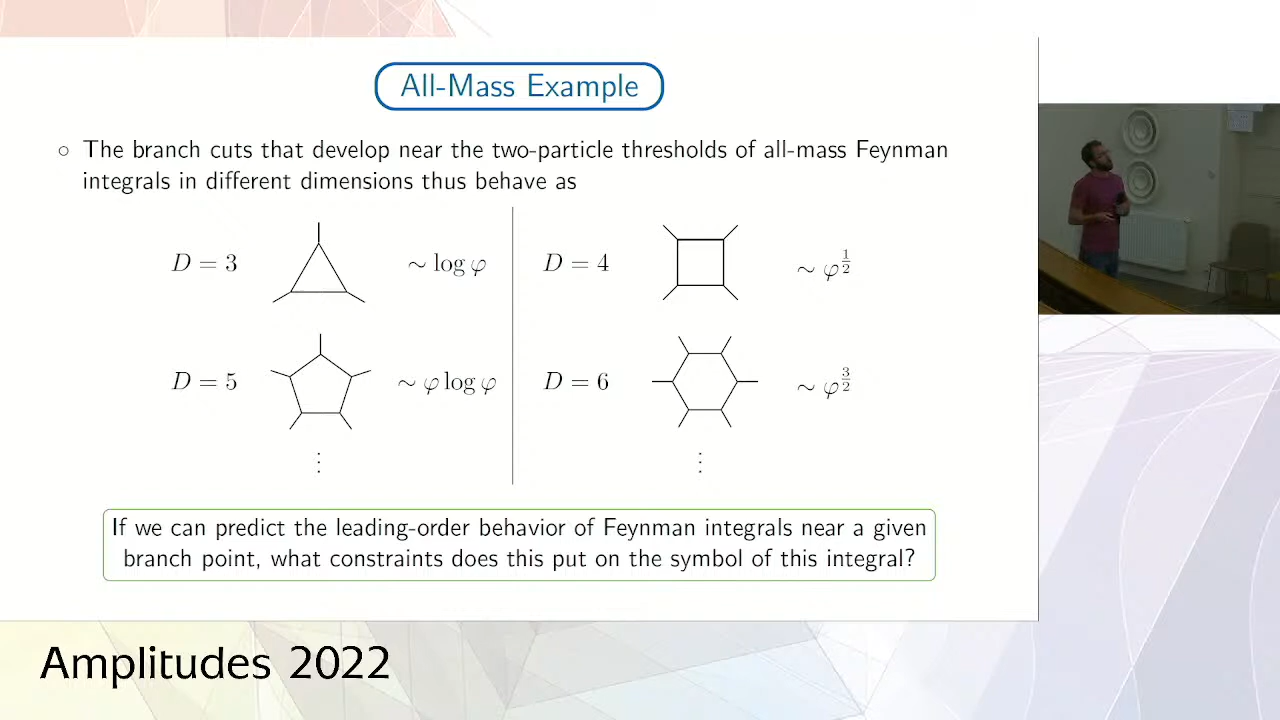 All-Mass Example
○ The branch cuts that develop near the two-particle thresholds of all-mass Feynman
integrals in different dimensions thus behave as
D = 3 ∼ log φ
D = 4 ∼ φ^{1/2}
D = 5 ∼ φ log φ
D = 6 ∼ φ^{3/2}
⋮ ⋮
If we can predict the leading-order behavior of Feynman integrals near a given
branch point, what constraints does this put on the symbol of this integral?
Amplitudes 2022